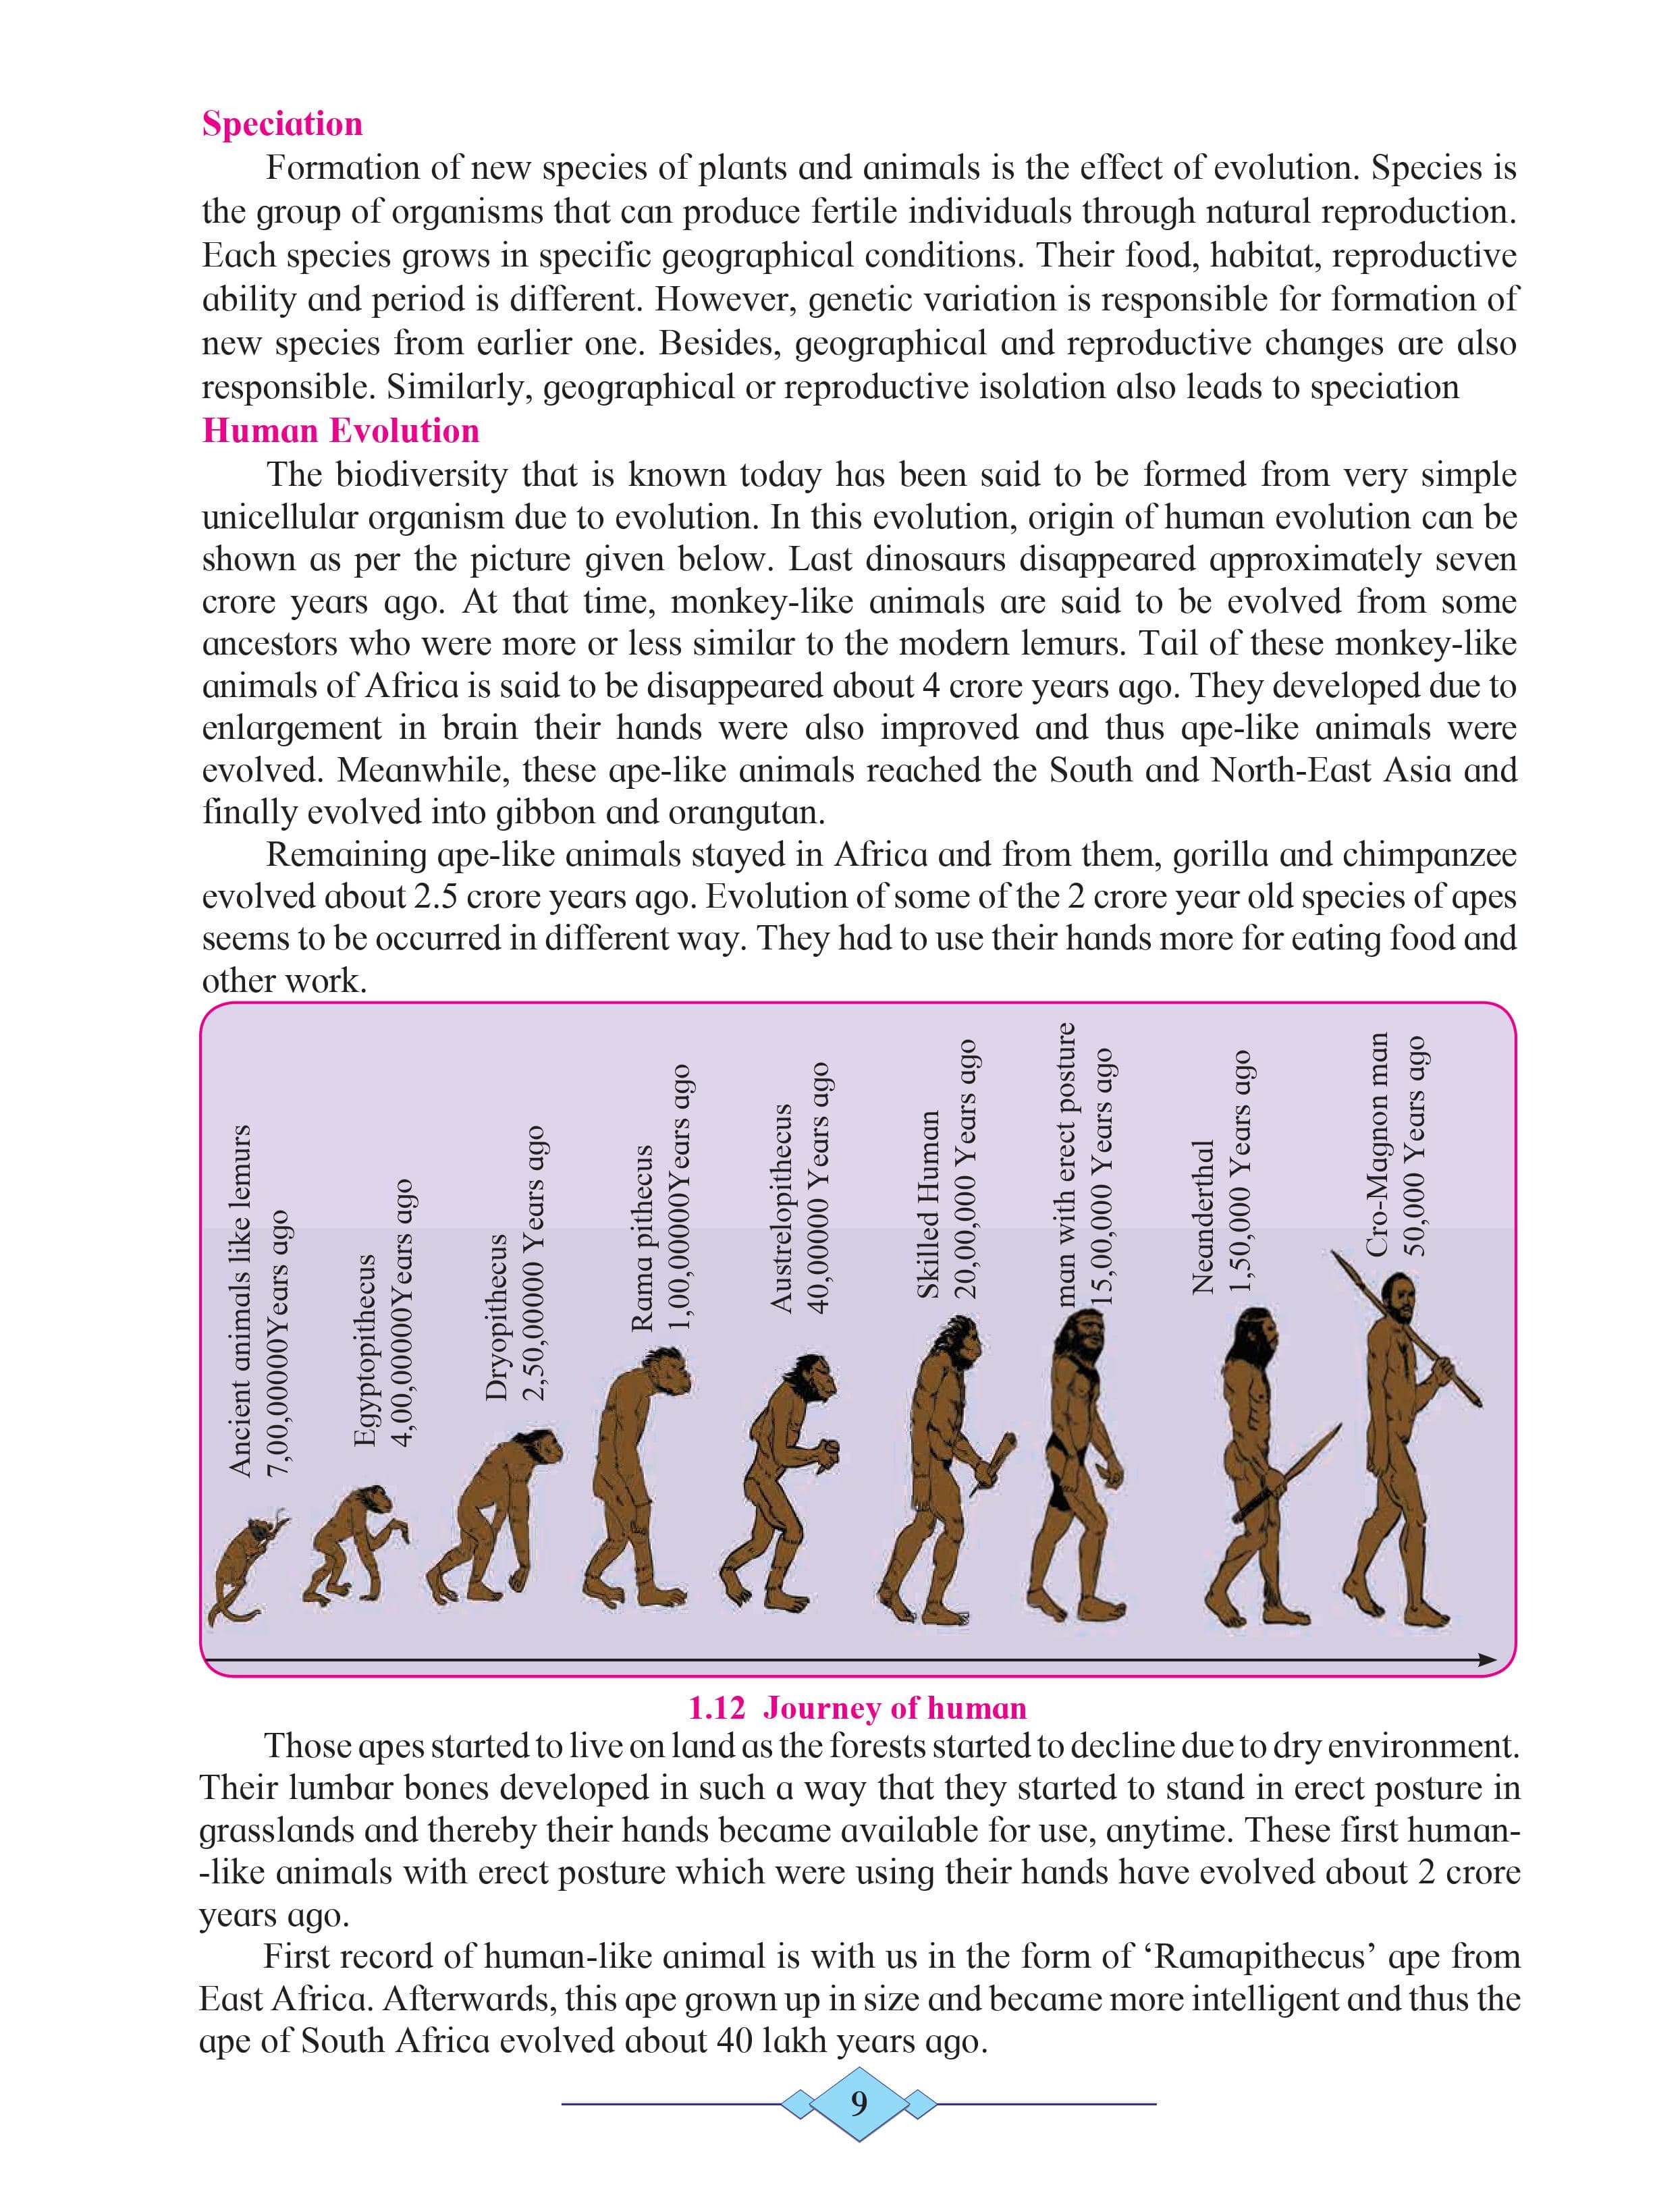 Speciation
Formation of new species of plants and animals is the effect of evolution. Species is
the group of organisms that can produce fertile individuals through natural reproduction.
Each species grows in specific geographical conditions. Their food, habitat, reproductive
ability and period is different. However, genetic variation is responsible for formation of
new species from earlier one. Besides, geographical and reproductive changes are also
responsible. Similarly, geographical or reproductive isolation also leads to speciation
Human Evolution
The biodiversity that is known today has been said to be formed from very simple
unicellular organism due to evolution. In this evolution, origin of human evolution can be
shown as per the picture given below. Last dinosaurs disappeared approximately seven
crore years ago. At that time, monkey-like animals are said to be evolved from some
ancestors who were more or less similar to the modern lemurs. Tail of these monkey-like
animals of Africa is said to be disappeared about 4 crore years ago. They developed due to
enlargement in brain their hands were also improved and thus ape-like animals were
evolved. Meanwhile, these ape-like animals reached the South and North-East Asia and
finally evolved into gibbon and orangutan.
Remaining ape-like animals stayed in Africa and from them, gorilla and chimpanzee
evolved about 2.5 crore years ago. Evolution of some of the 2 crore year old species of apes
seems to be occurred in different way. They had to use their hands more for eating food and
other work.
Ancient animals like lemurs
7,00,00000Years ago
Egyptopithecus
4,00,00000Years ago
Dryopithecus
2,50,00000 Years ago
Rama pithecus
1,00,00000Years ago
Austrelopithecus
40,00000 Years ago
Skilled Human
20,00,000 Years ago
man with erect posture
15,00,000 Years ago
Neanderthal
1,50,000 Years ago
Cro-Magnon man
50,000 Years ago
1.12 Journey of human
Those apes started to live on land as the forests started to decline due to dry environment.
Their lumbar bones developed in such a way that they started to stand in erect posture in
grasslands and thereby their hands became available for use, anytime. These first human-
-like animals with erect posture which were using their hands have evolved about 2 crore
years ago.
First record of human-like animal is with us in the form of ‘Ramapithecus’ ape from
East Africa. Afterwards, this ape grown up in size and became more intelligent and thus the
ape of South Africa evolved about 40 lakh years ago.
9